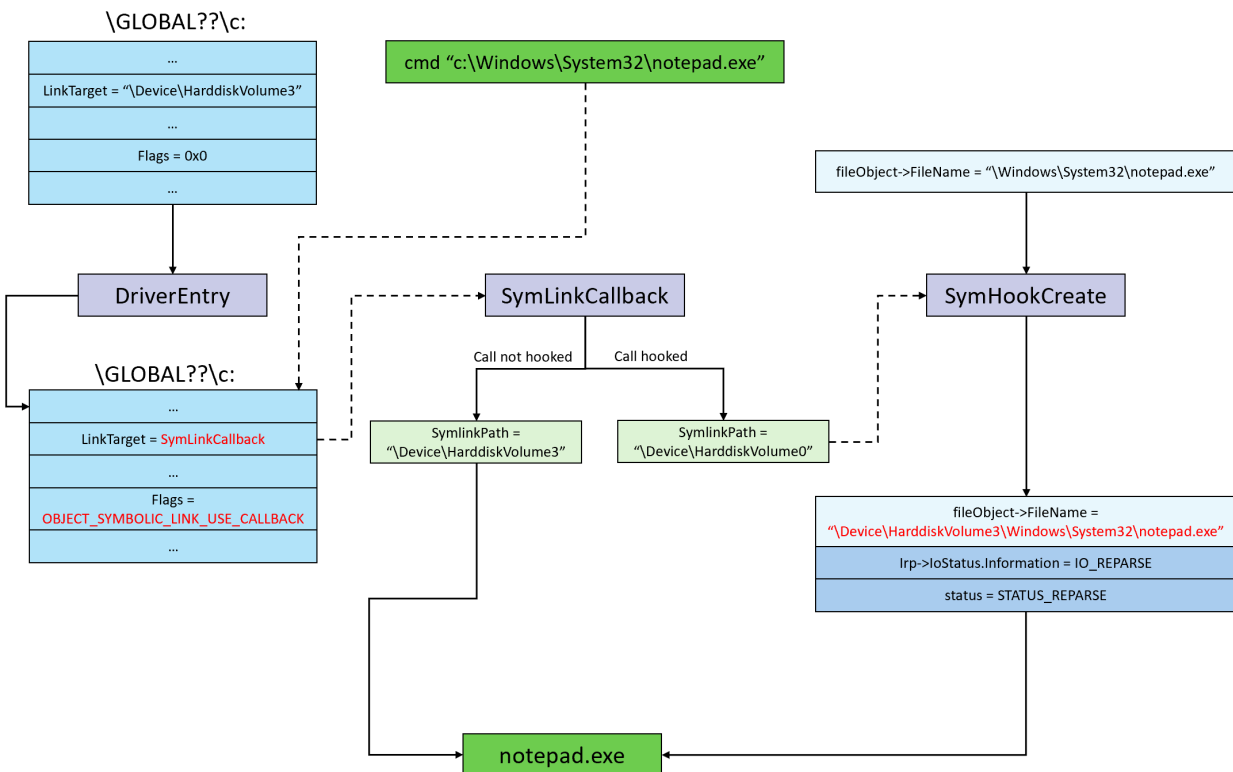 \GLOBAL??\c:
...
LinkTarget = “\Device\HarddiskVolume3”
...
Flags = 0x0
...
cmd “c:\Windows\System32\notepad.exe”
fileObject->FileName = “\Windows\System32\notepad.exe”
DriverEntry
SymLinkCallback
SymHookCreate
Call not hooked
Call hooked
\GLOBAL??\c:
...
LinkTarget = SymLinkCallback
...
Flags =
OBJECT_SYMBOLIC_LINK_USE_CALLBACK
...
SymlinkPath =
“\Device\HarddiskVolume3”
SymlinkPath =
“\Device\HarddiskVolume0”
fileObject->FileName =
“\Device\HarddiskVolume3\Windows\System32\notepad.exe”
Irp->IoStatus.Information = IO_REPARSE
status = STATUS_REPARSE
notepad.exe